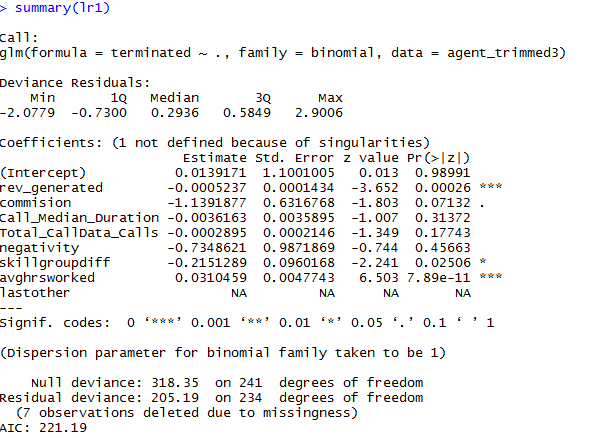 > summary(lr1)
Call:
glm(formula = terminated ~ ., family = binomial, data = agent_trimmed3)
Deviance Residuals:
    Min       1Q   Median       3Q      Max
-2.0779  -0.7300   0.2936   0.5849   2.9006
Coefficients: (1 not defined because of singularities)
                       Estimate Std. Error z value Pr(>|z|)
(Intercept)           0.0139171  1.1001005   0.013  0.98991
rev_generated        -0.0005237  0.0001434  -3.652  0.00026 ***
commision            -1.1391877  0.6316768  -1.803  0.07132 .
Call_Median_Duration -0.0036163  0.0035895  -1.007  0.31372
Total_CallData_Calls -0.0002895  0.0002146  -1.349  0.17743
negativity           -0.7348621  0.9871869  -0.744  0.45663
skillgroupdiff       -0.2151289  0.0960168  -2.241  0.02506 *
avghrsworked          0.0310459  0.0047743   6.503 7.89e-11 ***
lastother                    NA         NA      NA       NA
---
Signif. codes:  0 ‘***’ 0.001 ‘**’ 0.01 ‘*’ 0.05 ‘.’ 0.1 ‘ ’ 1
(Dispersion parameter for binomial family taken to be 1)
    Null deviance: 318.35  on 241  degrees of freedom
Residual deviance: 205.19  on 234  degrees of freedom
  (7 observations deleted due to missingness)
AIC: 221.19